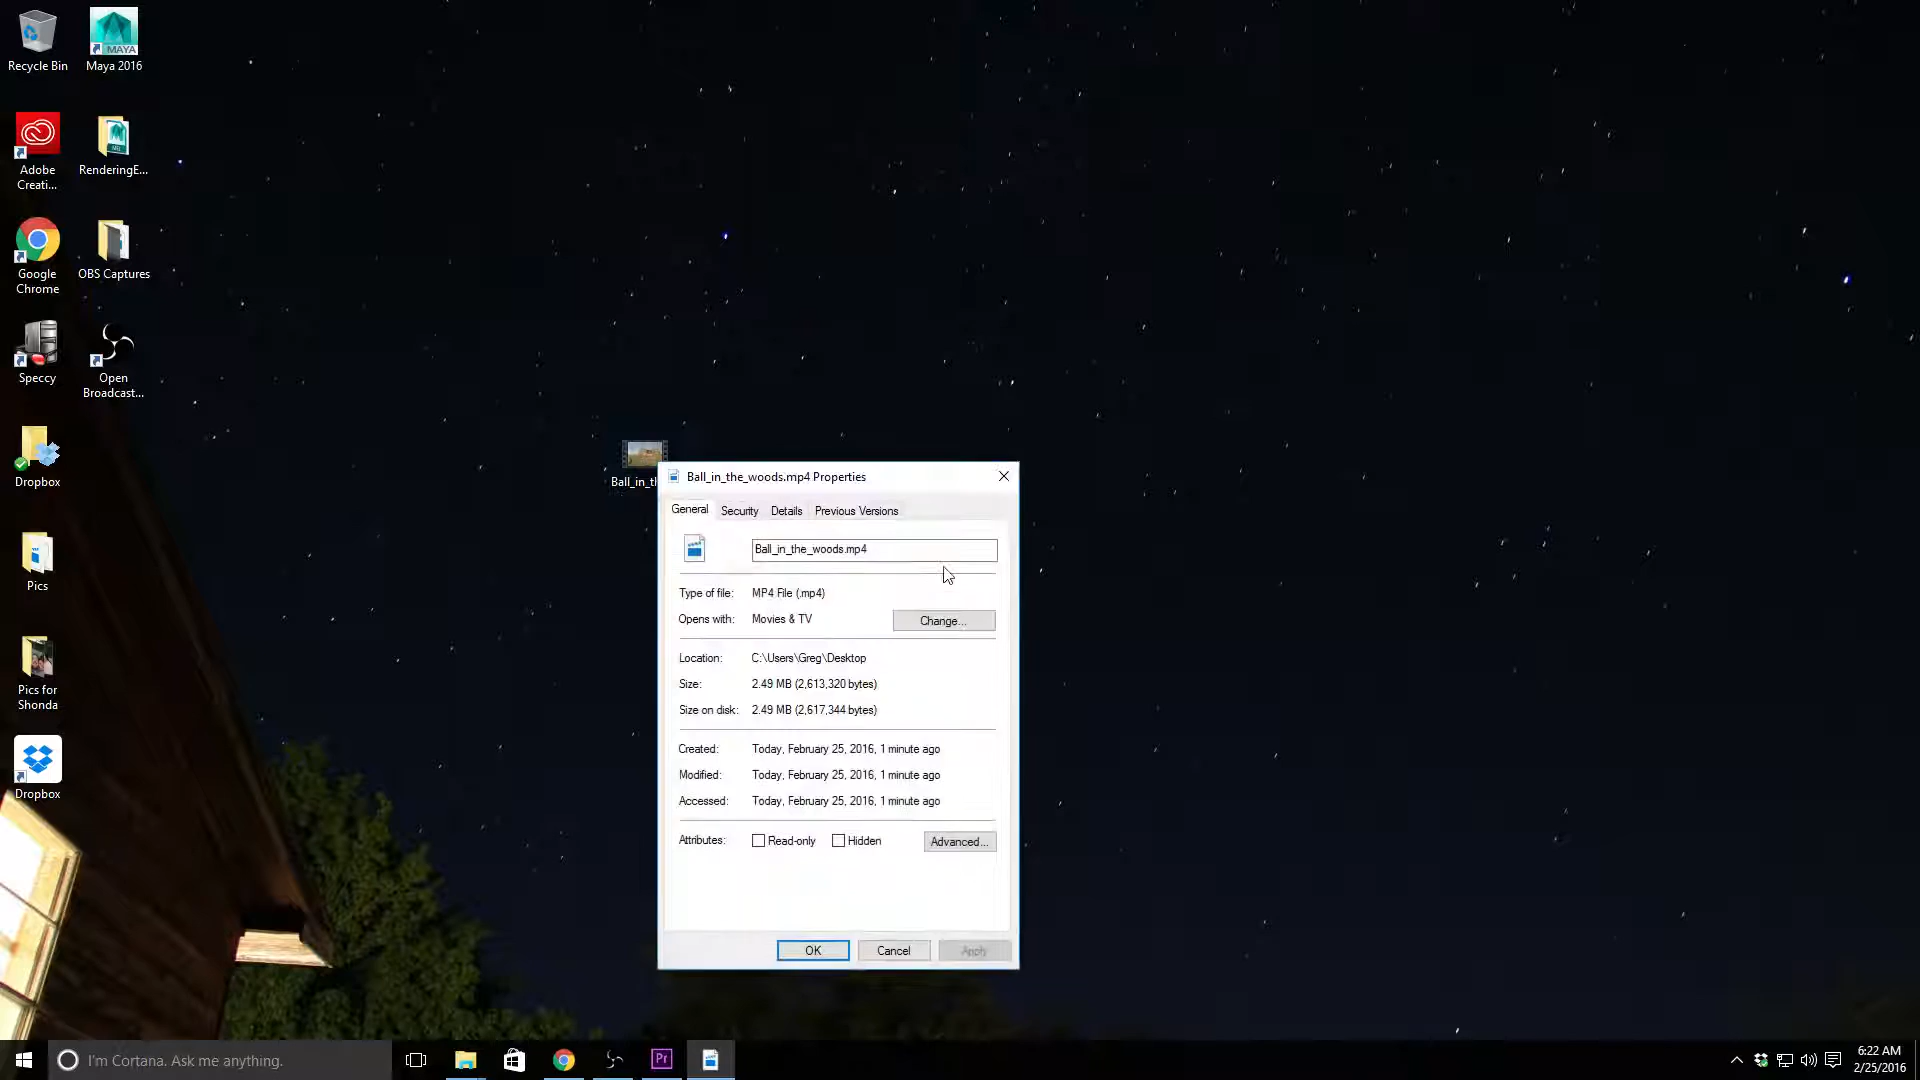 Recycle Bin
MAYA
Maya 2016
Adobe
Creati...
RenderingE...
Google
Chrome
OBS Captures
Speccy
Open
Broadcast...
Dropbox
Pics
Pics for
Shonda
Dropbox
Ball_in_th
Ball_in_the_woods.mp4 Properties
General Security Details Previous Versions
Ball_in_the_woods.mp4
Type of file: MP4 File (.mp4)
Opens with: Movies & TV Change...
Location: C:\Users\Greg\Desktop
Size: 2.49 MB (2,613,320 bytes)
Size on disk: 2.49 MB (2,617,344 bytes)
Created: Today, February 25, 2016, 1 minute ago
Modified: Today, February 25, 2016, 1 minute ago
Accessed: Today, February 25, 2016, 1 minute ago
Attributes: Read-only Hidden Advanced...
OK Cancel Apply
I'm Cortana. Ask me anything.
Pr
6:22 AM
2/25/2016